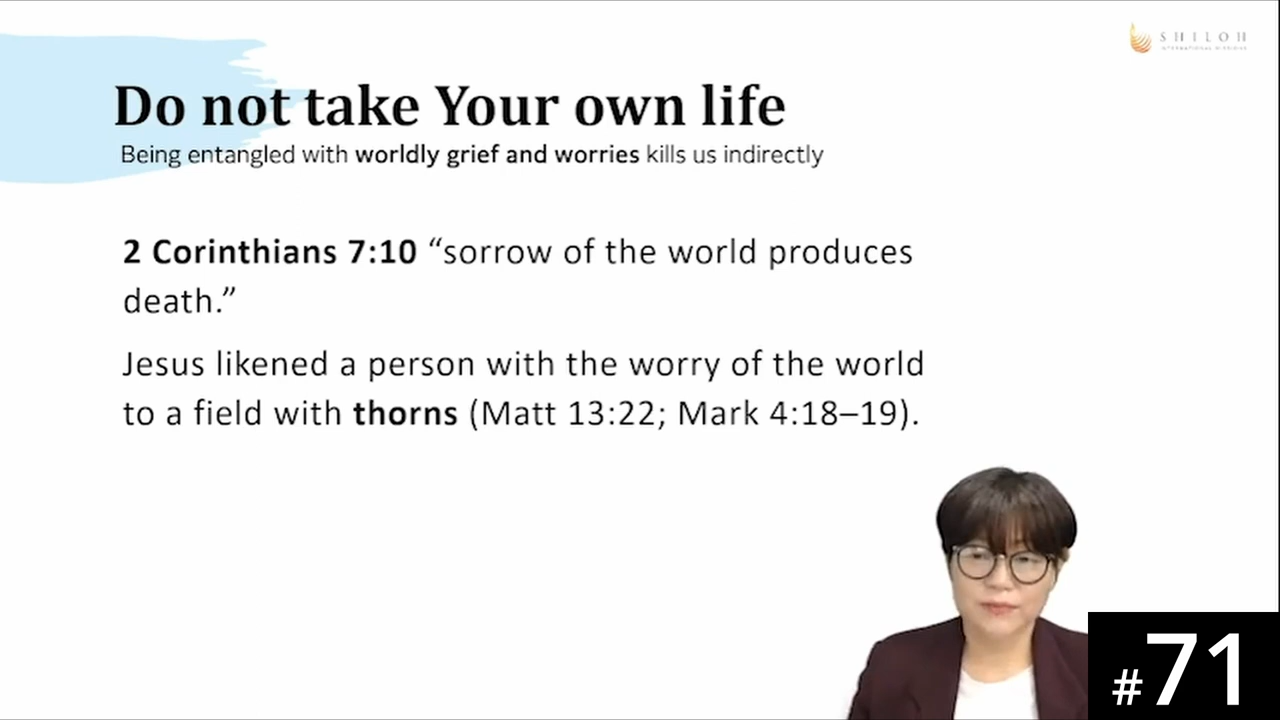 SHILOH
INTERNATIONAL MISSIONS
Do not take Your own life
Being entangled with worldly grief and worries kills us indirectly
2 Corinthians 7:10 “sorrow of the world produces
death.”
Jesus likened a person with the worry of the world
to a field with thorns (Matt 13:22; Mark 4:18–19).
#71